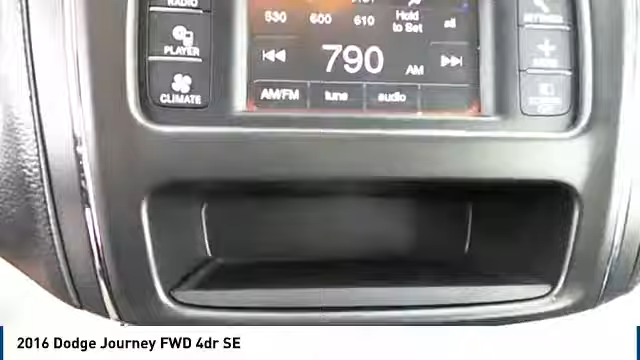 RADIO
530 600 610 Hold to Set all
PLAYER
790 AM
CLIMATE
AM/FM tune audio
2016 Dodge Journey FWD 4dr SE